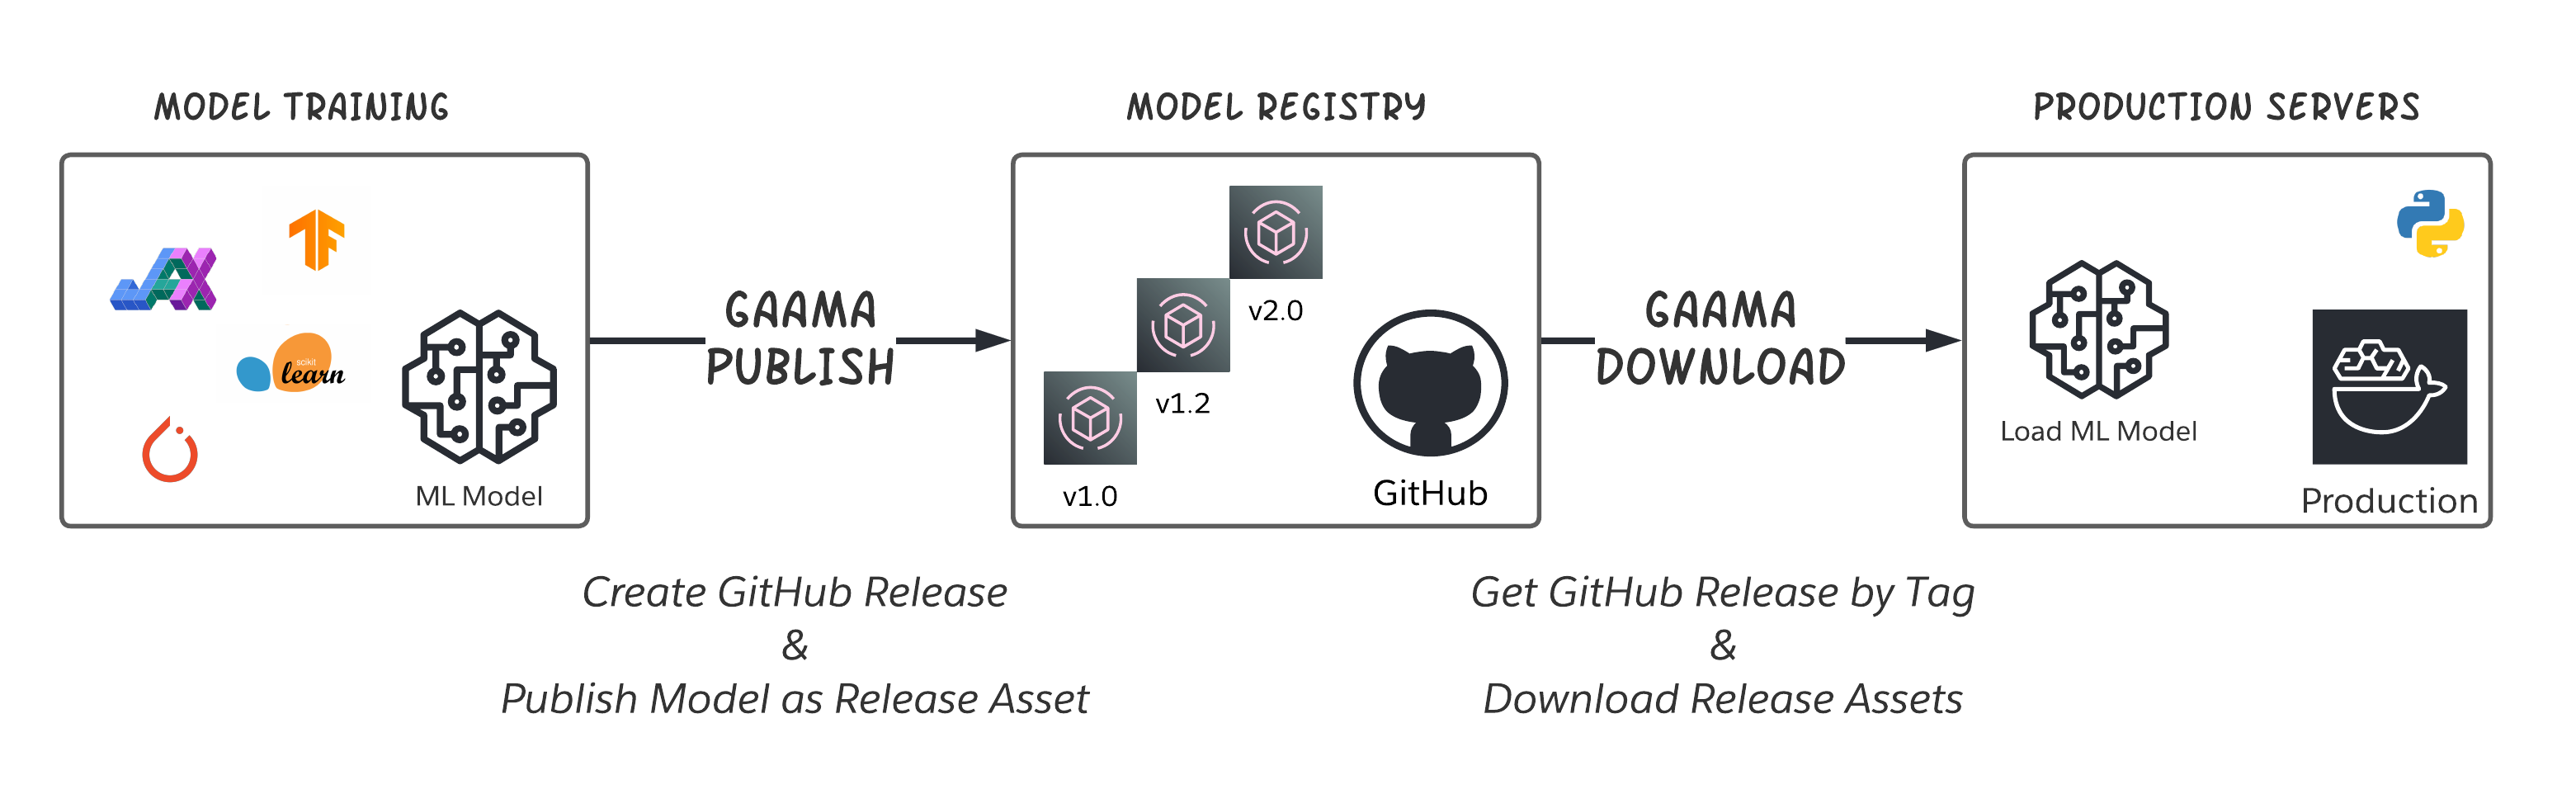 MODEL TRAINING
scikit
learn
ML Model
GAAMA
PUBLISH
Create GitHub Release
&
Publish Model as Release Asset
MODEL REGISTRY
v2.0
v1.2
v1.0
GitHub
GAAMA
DOWNLOAD
Get GitHub Release by Tag
&
Download Release Assets
PRODUCTION SERVERS
Load ML Model
Production